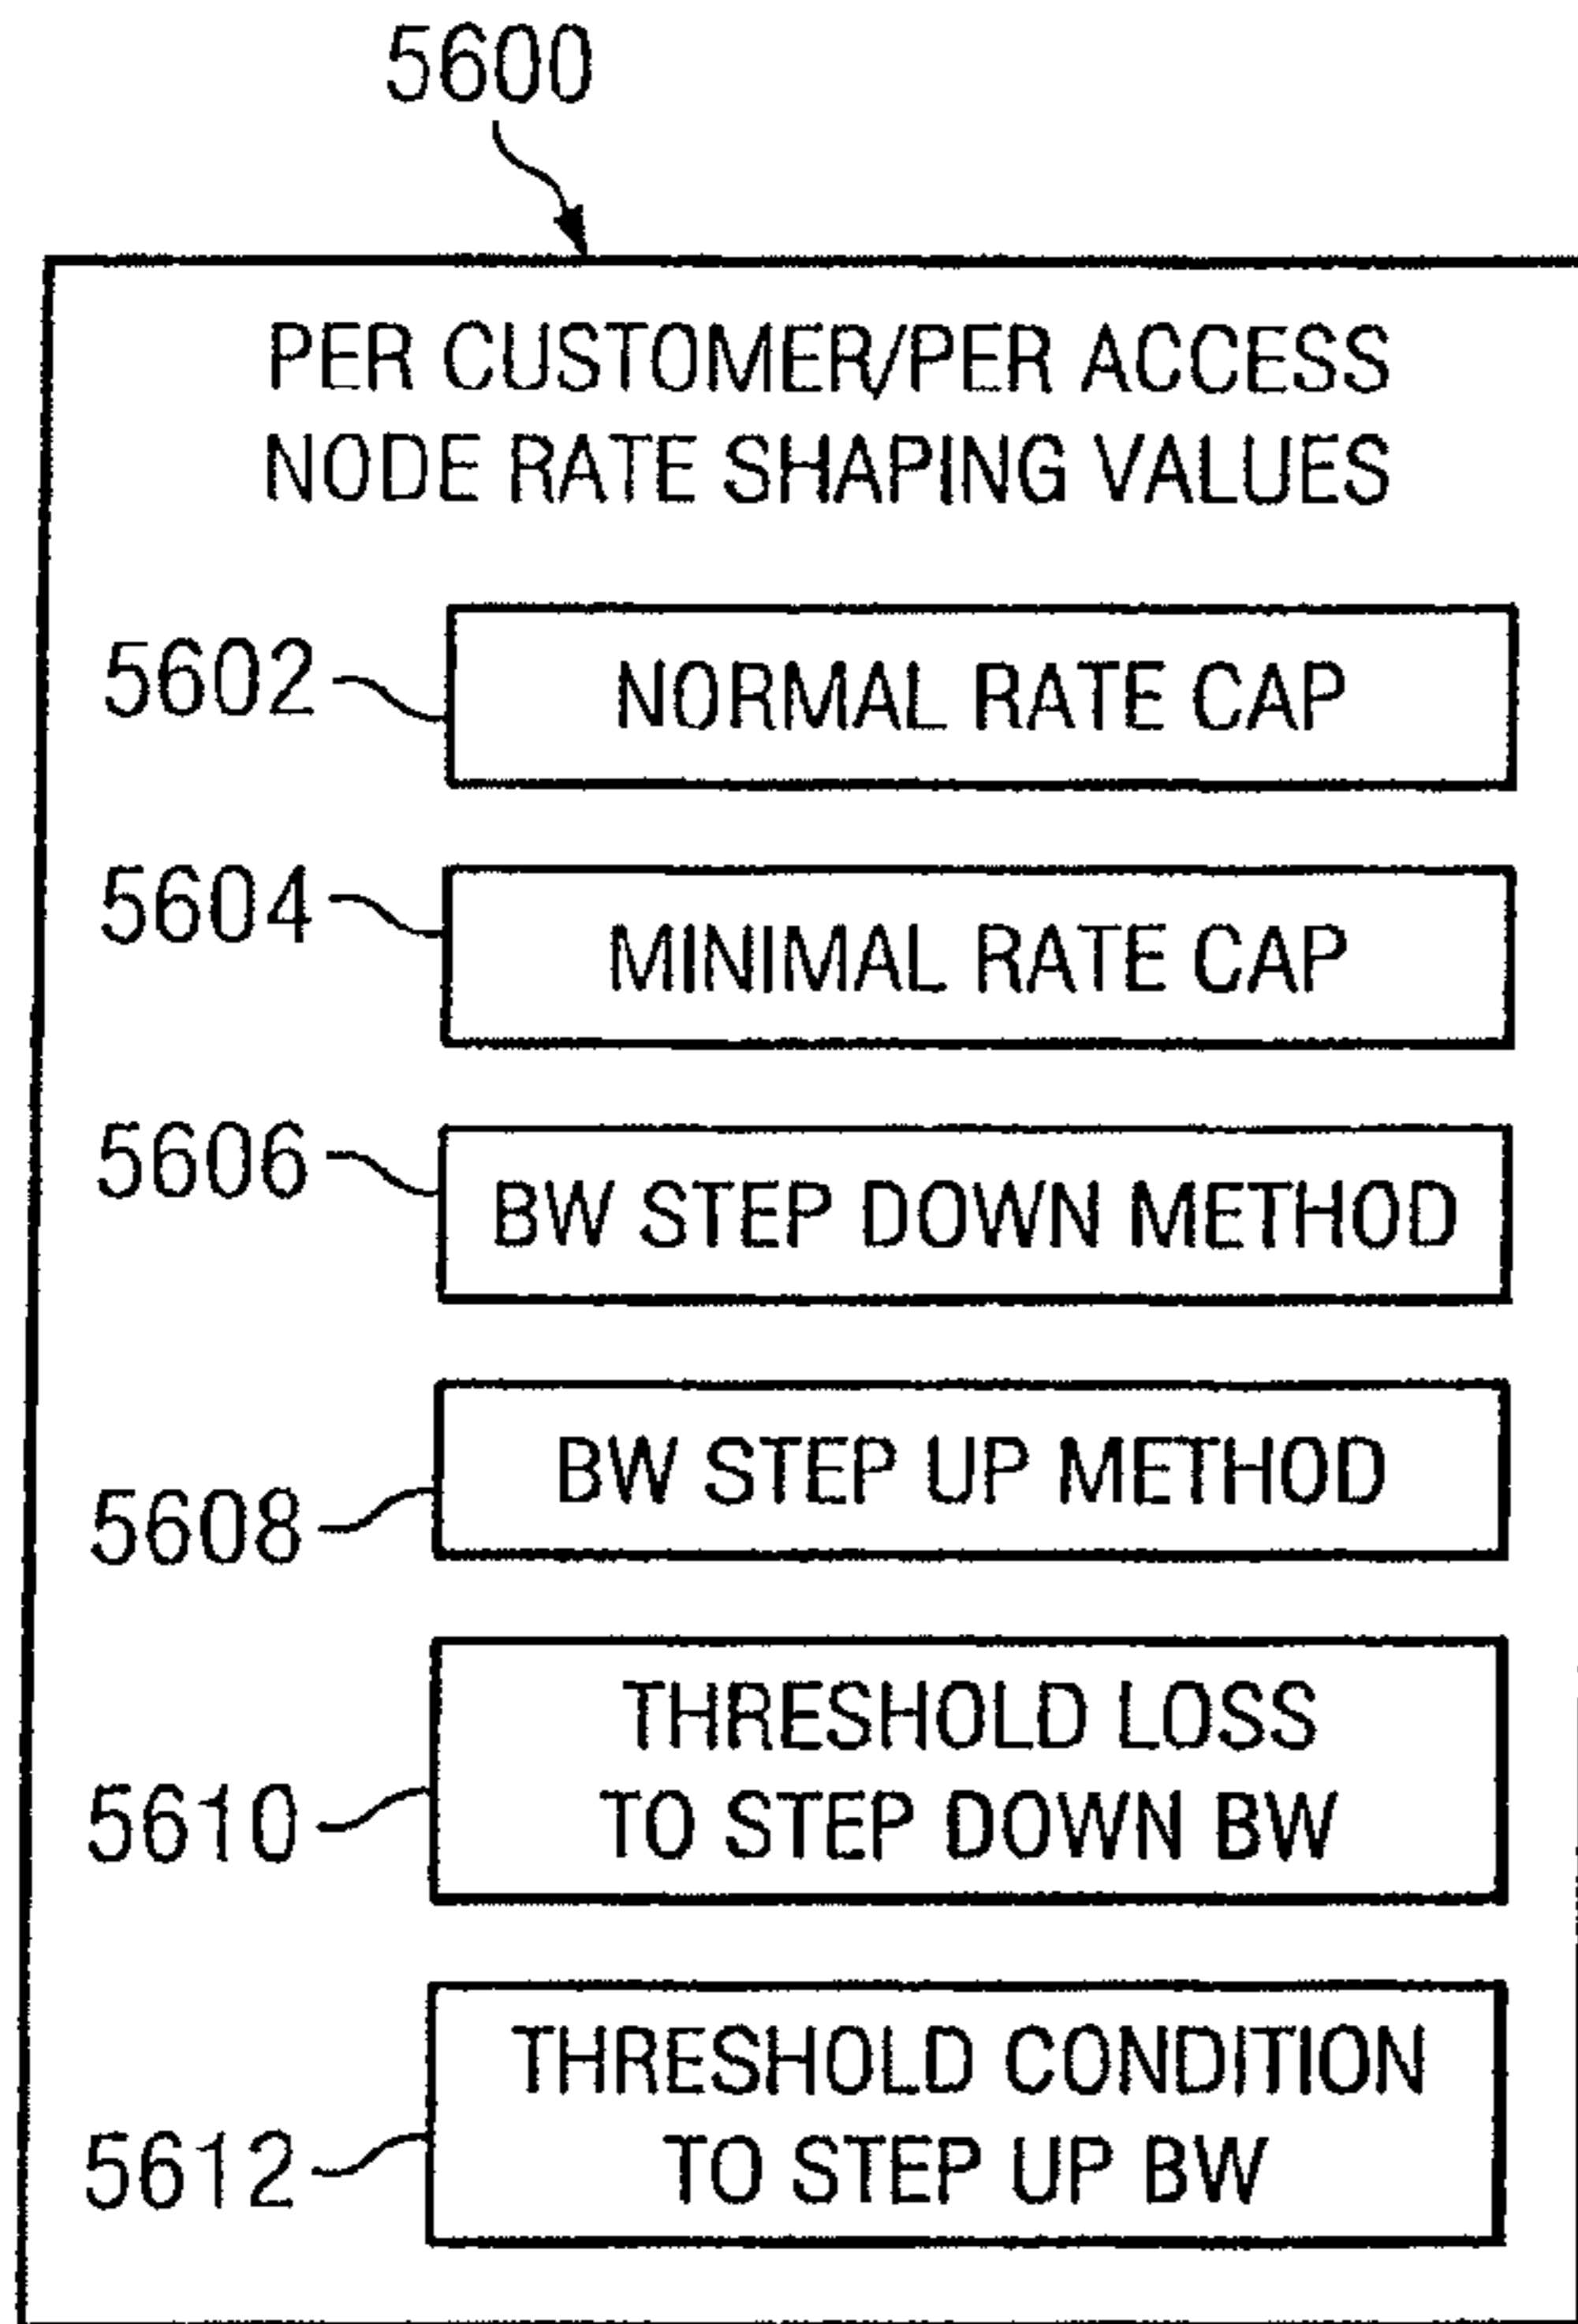 5600
PER CUSTOMER/PER ACCESS
NODE RATE SHAPING VALUES
5602
NORMAL RATE CAP
5604
MINIMAL RATE CAP
5606
BW STEP DOWN METHOD
5608
BW STEP UP METHOD
5610
THRESHOLD LOSS
TO STEP DOWN BW
5612
THRESHOLD CONDITION
TO STEP UP BW